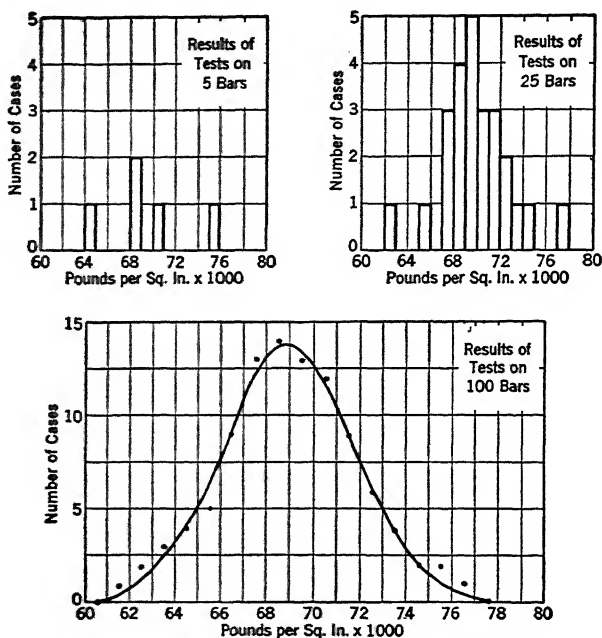 Number of Cases
5
4
3
2
1
0
Results of
Tests on
5 Bars
60 64 68 72 76 80
Pounds per Sq. In. x 1000
Number of Cases
5
4
3
2
1
0
Results of
Tests on
25 Bars
60 64 68 72 76 80
Pounds per Sq. In. x 1000
Number of Cases
15
10
5
0
Results of
Tests on
100 Bars
60 62 64 66 68 70 72 74 76 78 80
Pounds per Sq. In. x 1000